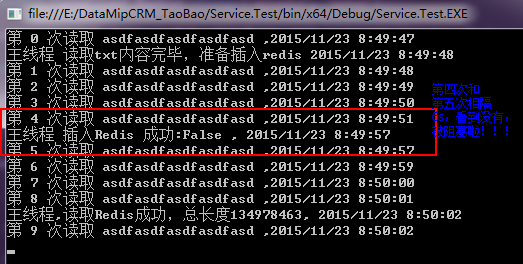 file:///E:/DataMipCRM_TaoBao/Service.Test/bin/x64/Debug/Service.Test.EXE
第 0 次读取 asdfasdfasdfasdfasd ,2015/11/23 8:49:47
主线程 读取txt内容完毕，准备插入redis 2015/11/23 8:49:48
第 1 次读取 asdfasdfasdfasdfasd ,2015/11/23 8:49:48
第 2 次读取 asdfasdfasdfasdfasd ,2015/11/23 8:49:49
第 3 次读取 asdfasdfasdfasdfasd ,2015/11/23 8:49:50
第 4 次读取 asdfasdfasdfasdfasd ,2015/11/23 8:49:51
主线程 插入Redis 成功:False , 2015/11/23 8:49:57
第 5 次读取 asdfasdfasdfasdfasd ,2015/11/23 8:49:57
第 6 次读取 asdfasdfasdfasdfasd ,2015/11/23 8:49:59
第 7 次读取 asdfasdfasdfasdfasd ,2015/11/23 8:50:00
第 8 次读取 asdfasdfasdfasdfasd ,2015/11/23 8:50:01
主线程,读取Redis成功，总长度134978463, 2015/11/23 8:50:02
第 9 次读取 asdfasdfasdfasdfasd ,2015/11/23 8:50:02
第四次和
第五次相隔
6s，看到没有，
被阻塞啦！！！